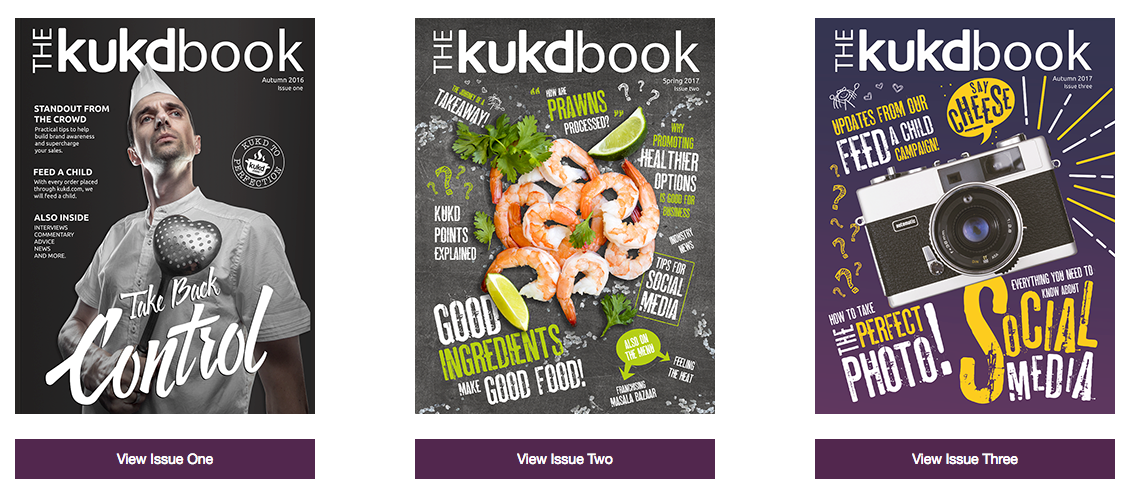 THE kukdbook
Autumn 2016
Issue one
STANDOUT FROM
THE CROWD
Practical tips to help
build brand awareness
and supercharge
your sales.
FEED A CHILD
With every order placed
through kukd.com, we
will feed a child.
ALSO INSIDE
INTERVIEWS
COMMENTARY
ADVICE
NEWS
AND MORE.
KUKD TO
kukd
PERFECTION
Take Back
Control
View Issue One
THE kukdbook
Spring 2017
Issue two
THE JOURNEY OF A
TAKEAWAY!
" HOW ARE
PRAWNS
PROCESSED? "
???
WHY
PROMOTING
HEALTHIER
OPTIONS
IS GOOD FOR
BUSINESS
????
KUKD
POINTS
EXPLAINED
INDUSTRY
NEWS
TIPS FOR
SOCIAL
MEDIA
GOOD
INGREDIENTS
MAKE GOOD FOOD!
ALSO ON
THE MENU
FEELING
THE HEAT
FRANCHISING
MASALA BAZAAR
View Issue Two
THE kukdbook
Autumn 2017
Issue three
SAY
CHEESE
UPDATES FROM OUR
FEED A CHILD
CAMPAIGN!
automatic
EVERYTHING YOU NEED TO
KNOW ABOUT
SOCIAL
MEDIA
HOW TO TAKE
THE PERFECT
PHOTO!
View Issue Three